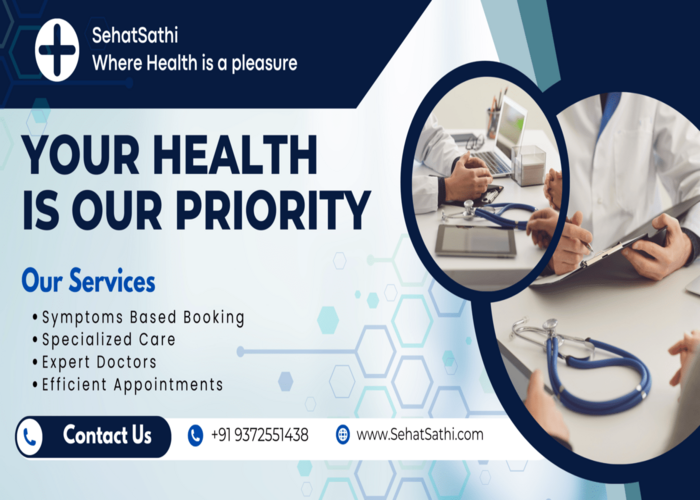 SehatSathi
Where Health is a pleasure
YOUR HEALTH
IS OUR PRIORITY
Our Services
•Symptoms Based Booking
•Specialized Care
•Expert Doctors
•Efficient Appointments
Contact Us
+91 9372551438
www.SehatSathi.com